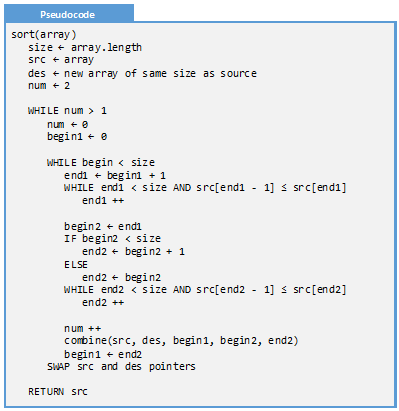 Pseudocode
sort(array)
size ← array.length
src ← array
des ← new array of same size as source
num ← 2
WHILE num > 1
num ← 0
begin1 ← 0
WHILE begin < size
end1 ← begin1 + 1
WHILE end1 < size AND src[end1 - 1] ≤ src[end1]
end1 ++
begin2 ← end1
IF begin2 < size
end2 ← begin2 + 1
ELSE
end2 ← begin2
WHILE end2 < size AND src[end2 - 1] ≤ src[end2]
end2 ++
num ++
combine(src, des, begin1, begin2, end2)
begin1 ← end2
SWAP src and des pointers
RETURN src